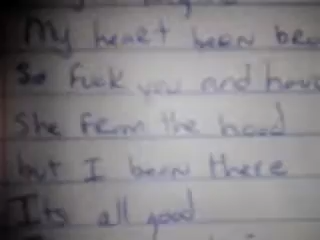 My heart been
So fuck you and
She from the hood
but I been there
Its all good